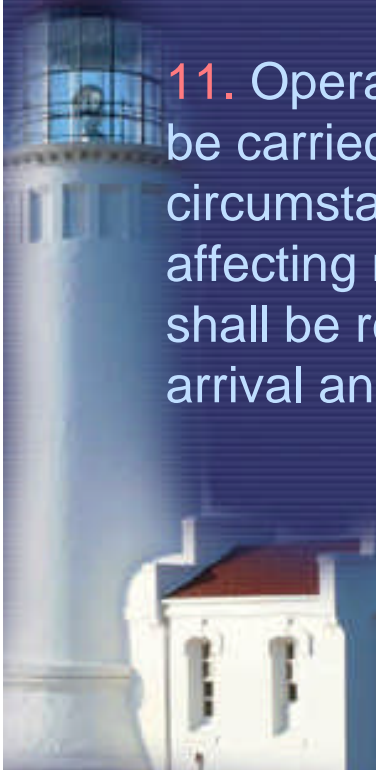 11. Opera
be carried
circumsta
affecting
shall be
arrival an